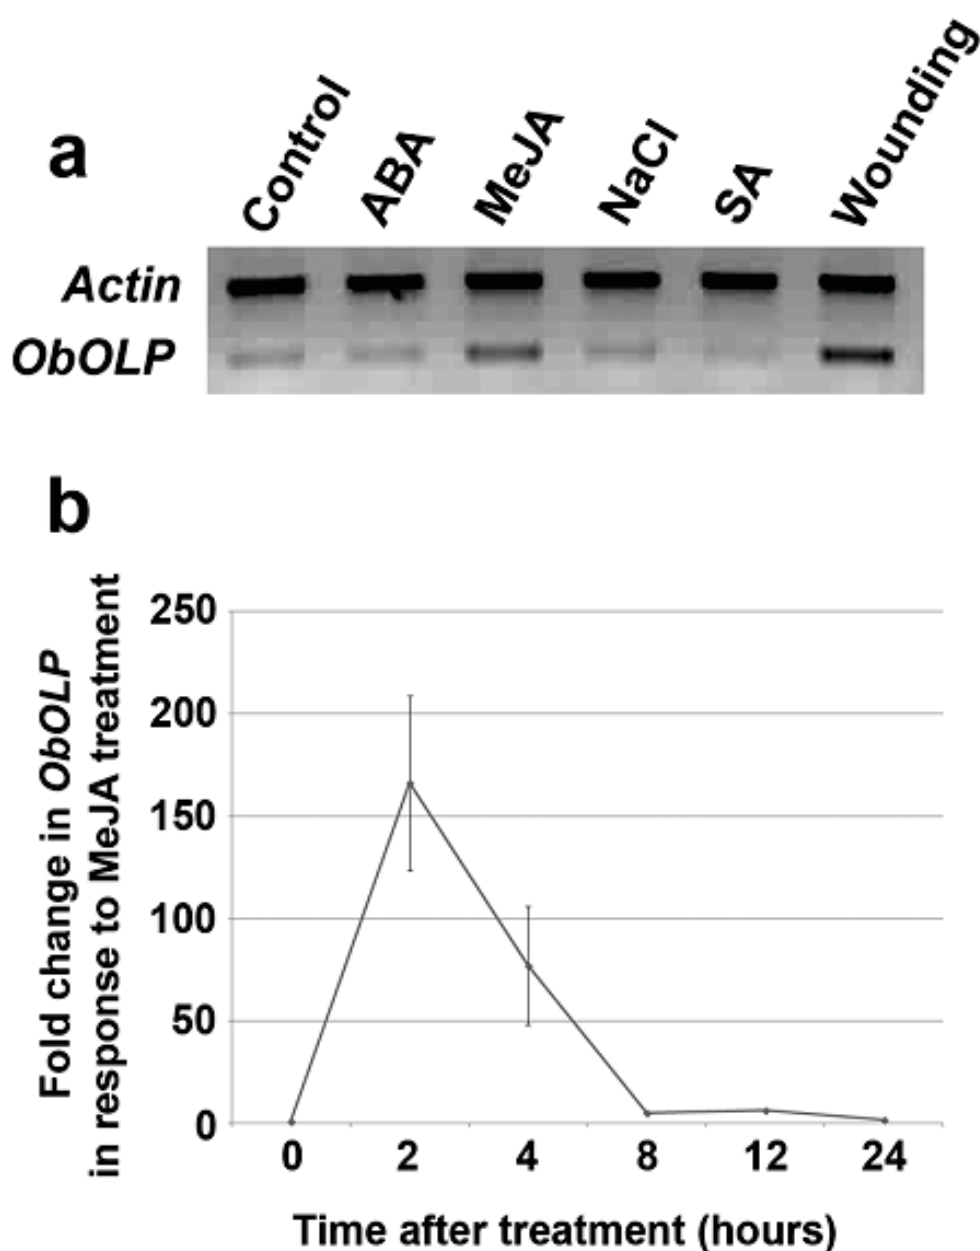 a
Control
ABA
MeJA
NaCl
SA
Wounding
Actin
ObOLP
b
Fold change in ObOLP
in response to MeJA treatment
250
200
150
100
50
0
0 2 4 8 12 24
Time after treatment (hours)